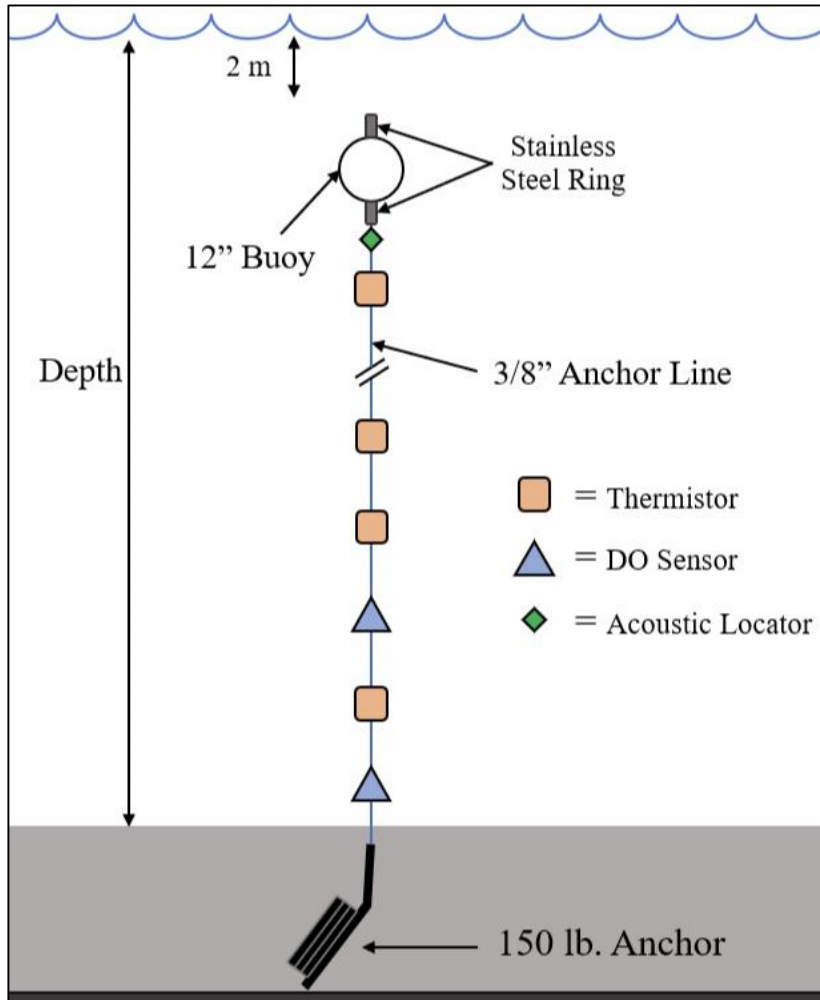 2 m
Stainless
Steel Ring
12” Buoy
Depth
3/8” Anchor Line
= Thermistor
= DO Sensor
= Acoustic Locator
150 lb. Anchor